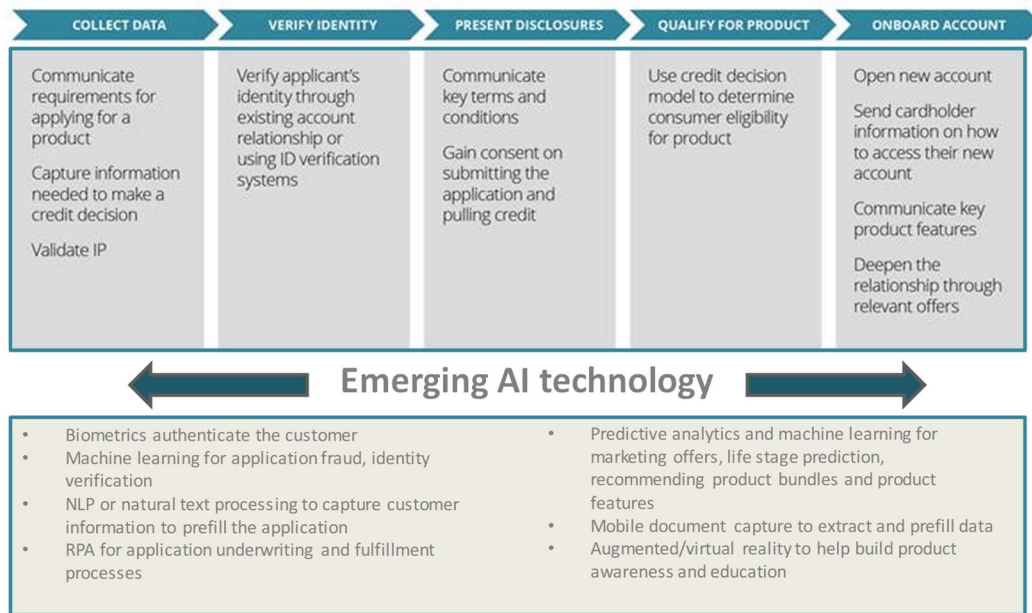 COLLECT DATA
VERIFY IDENTITY
PRESENT DISCLOSURES
QUALIFY FOR PRODUCT
ONBOARD ACCOUNT
Communicate
requirements for
applying for a
product
Capture information
needed to make a
credit decision
Validate IP
Verify applicant's
identity through
existing account
relationship or
using ID verification
systems
Communicate
key terms and
conditions
Gain consent on
submitting the
application and
pulling credit
Use credit decision
model to determine
consumer eligibility
for product
Open new account
Send cardholder
information on how
to access their new
account
Communicate key
product features
Deepen the
relationship through
relevant offers
Emerging AI technology
• Biometrics authenticate the customer
• Machine learning for application fraud, identity
verification
• NLP or natural text processing to capture customer
information to prefill the application
• RPA for application underwriting and fulfillment
processes
• Predictive analytics and machine learning for
marketing offers, life stage prediction,
recommending product bundles and product
features
• Mobile document capture to extract and prefill data
• Augmented/virtual reality to help build product
awareness and education